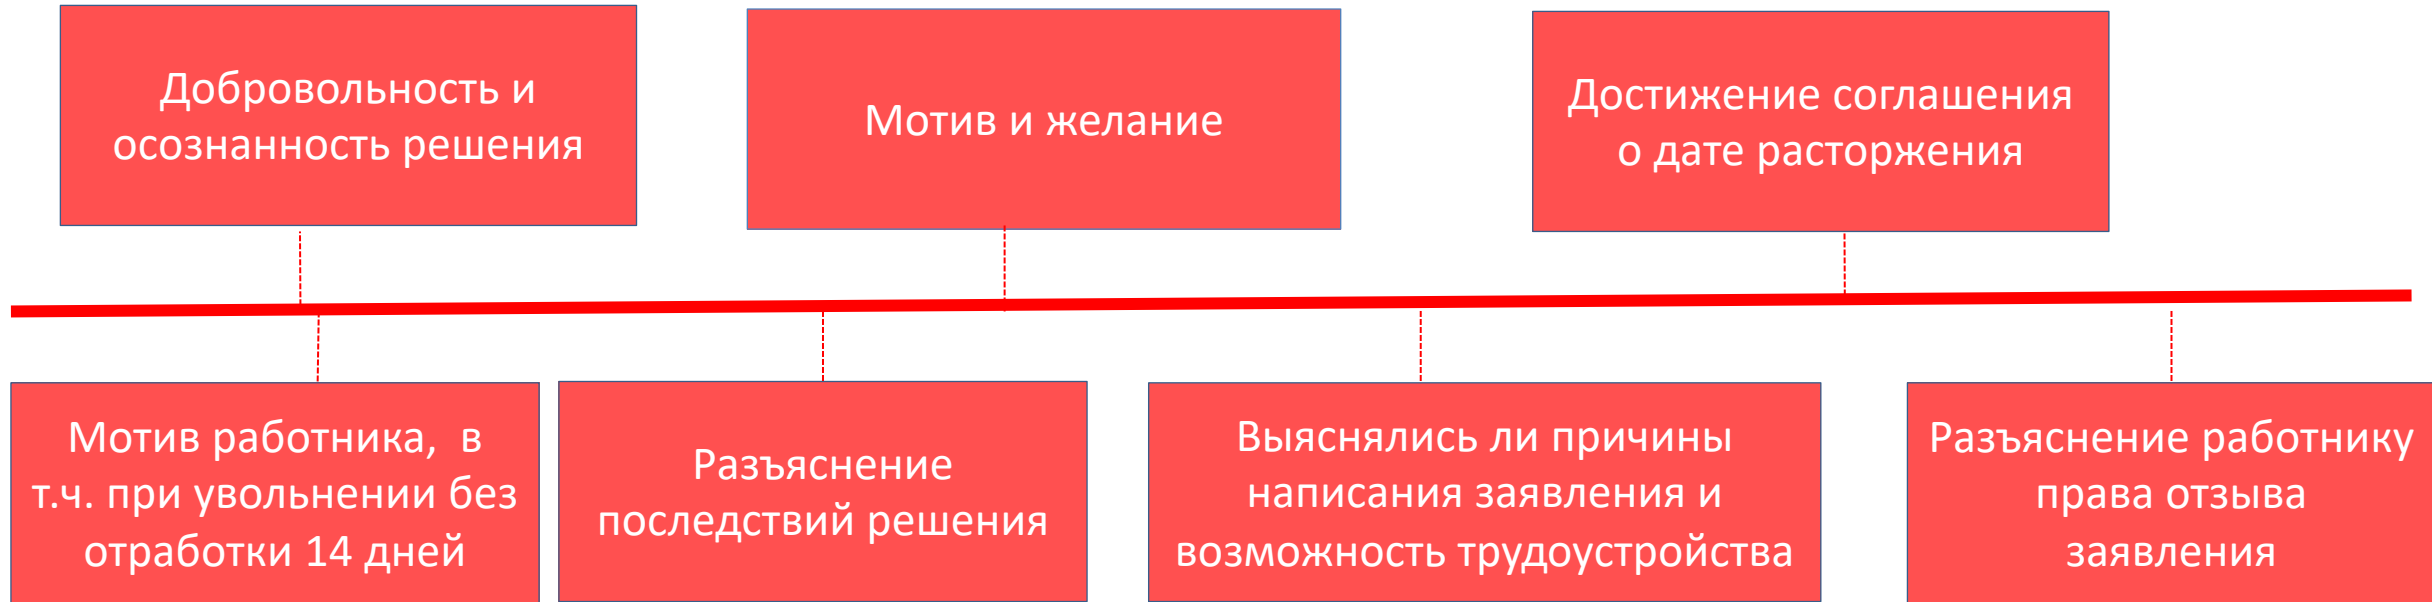 Добровольность и
осознанность решения
Мотив и желание
Достижение соглашения
о дате расторжения
Мотив работника, в
т.ч. при увольнении без
отработки 14 дней
Разъяснение
последствий решения
Выяснялись ли причины
написания заявления и
возможность трудоустройства
Разъяснение работнику
права отзыва
заявления